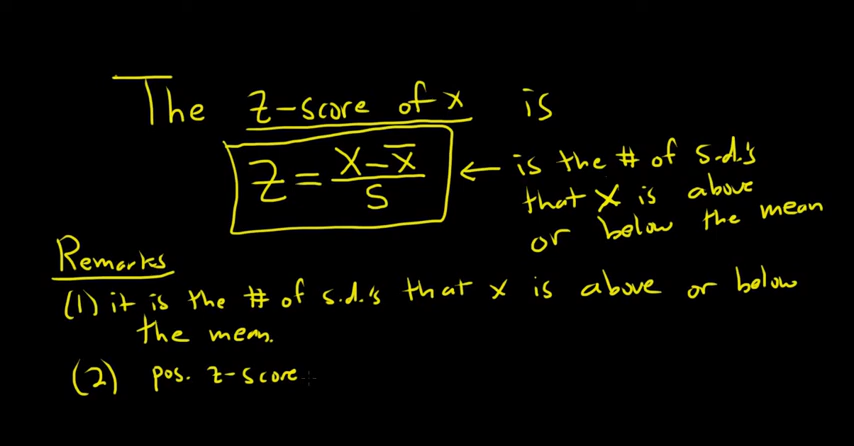 The z-score of x is
z = x - x̄ / s ← is the # of s.d.'s
that x is above
or below the mean
Remarks
(1) it is the # of s.d.'s that x is above or below
the mean.
(2) pos. z-score